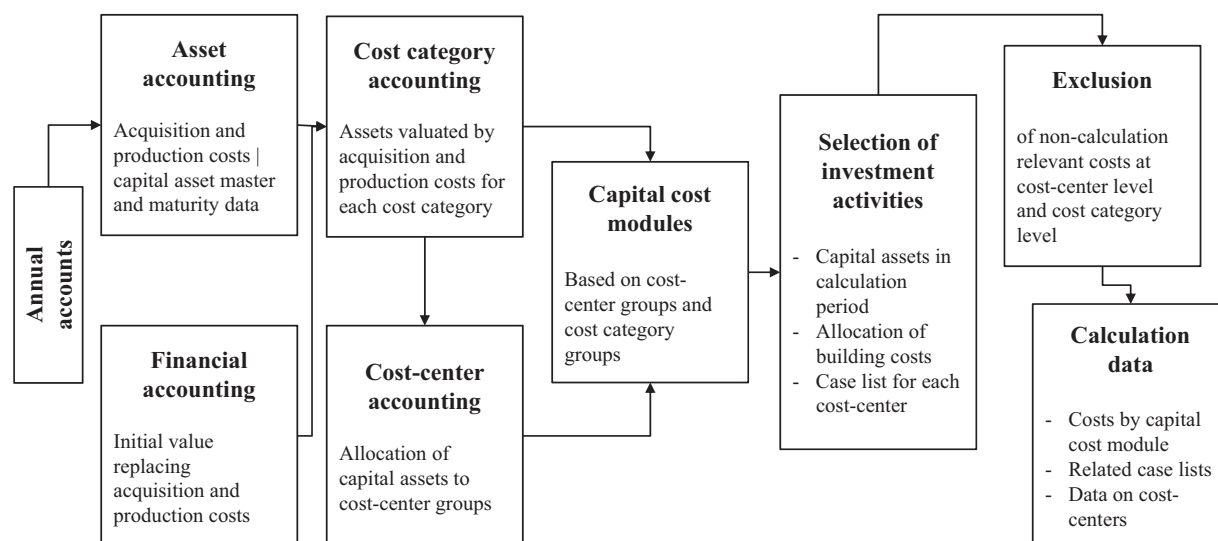 Annual
accounts
Asset
accounting
Acquisition and
production costs |
capital asset master
and maturity data
Financial
accounting
Initial value
replacing
acquisition and
production costs
Cost category
accounting
Assets valuated by
acquisition and
production costs for
each cost category
Cost-center
accounting
Allocation of
capital assets to
cost-center groups
Capital cost
modules
Based on cost-
center groups and
cost category
groups
Selection of
investment
activities
- Capital assets in
calculation
period
- Allocation of
building costs
- Case list for each
cost-center
Exclusion
of non-calculation
relevant costs at
cost-center level
and cost category
level
Calculation
data
- Costs by capital
cost module
- Related case lists
- Data on cost-
centers